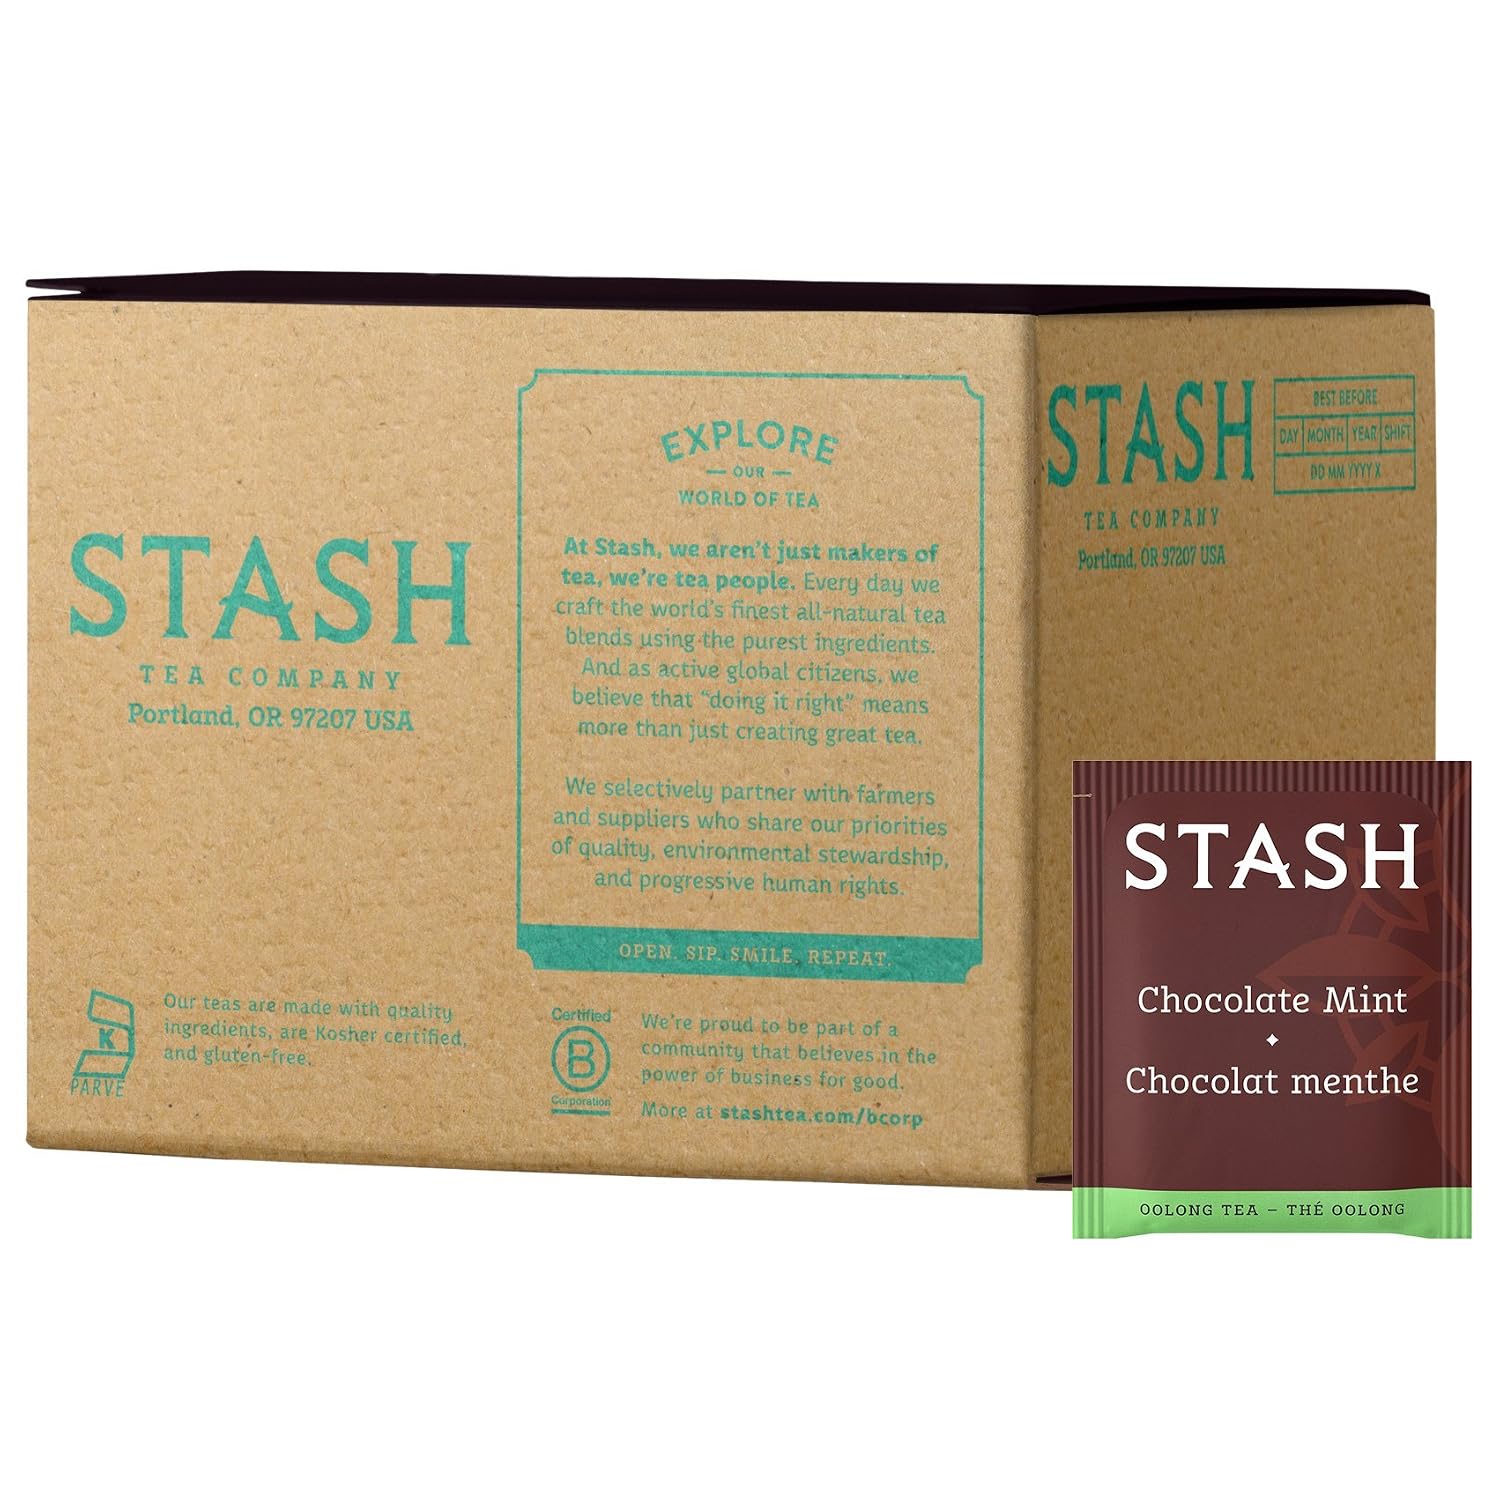 STASH
TEA COMPANY
Portland, OR 97207 USA
EXPLORE
— OUR —
WORLD OF TEA
At Stash, we aren't just makers of
tea, we're tea people. Every day we
craft the world's finest all-natural tea
blends using the purest ingredients.
And as active global citizens, we
believe that "doing it right" means
more than just creating great tea.
We selectively partner with farmers
and suppliers who share our priorities
of quality, environmental stewardship,
and progressive human rights.
OPEN. SIP. SMILE. REPEAT.
K
PARVE
Our teas are made with quality
ingredients, are Kosher certified,
and gluten-free.
Certified
B
Corporation
We're proud to be part of a
community that believes in the
power of business for good.
More at stashtea.com/bcorp
STASH
TEA COMPANY
Portland, OR 97207 USA
BEST BEFORE
DAY MONTH YEAR SHIFT
DD MM YYYY X
STASH
Chocolate Mint
Chocolat menthe
OOLONG TEA – THÉ OOLONG